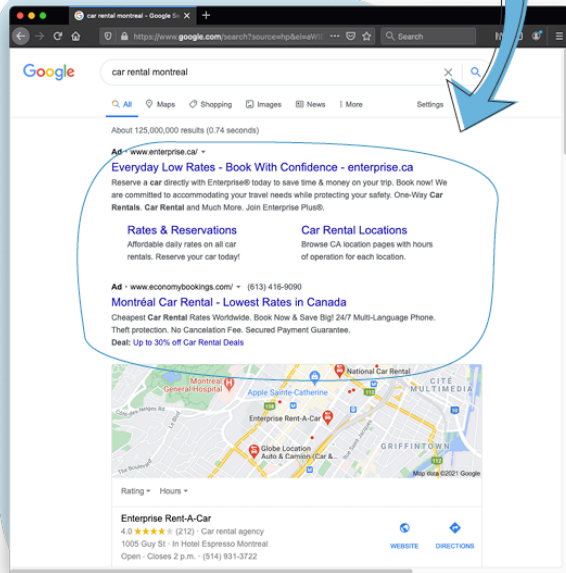 car rental montreal - Google Se
https://www.google.com/search?source=hp&ei=aW
Search
Google
car rental montreal
All Maps Shopping Images News More Settings
About 125,000,000 results (0.74 seconds)
Ad · www.enterprise.ca/
Everyday Low Rates - Book With Confidence - enterprise.ca
Reserve a car directly with Enterprise® today to save time & money on your trip. Book now! We
are committed to accommodating your travel needs while protecting your safety. One-Way Car
Rentals. Car Rental and Much More. Join Enterprise Plus®.
Rates & Reservations
Affordable daily rates on all car
rentals. Reserve your car today!
Car Rental Locations
Browse CA location pages with hours
of operation for each location.
Ad · www.economybookings.com/ (613) 416-9090
Montréal Car Rental - Lowest Rates in Canada
Cheapest Car Rental Rates Worldwide. Book Now & Save Big! 24/7 Multi-Language Phone.
Theft protection. No Cancelation Fee. Secured Payment Guarantee.
Deal: Up to 30% off Car Rental Deals
National Car Rental
Montreal
General Hospital
Apple Sainte-Catherine
CITÉ
MULTIMEDIA
Enterprise Rent-A-Car
GRIFFINTOWN
Globe Location
Auto & Camion (Car &...
The Boulevard
Map data ©2021 Google
Rating Hours
Enterprise Rent-A-Car
4.0 (212) · Car rental agency
1005 Guy St · In Hotel Espresso Montreal
Open · Closes 2 p.m. · (514) 931-3722
WEBSITE DIRECTIONS